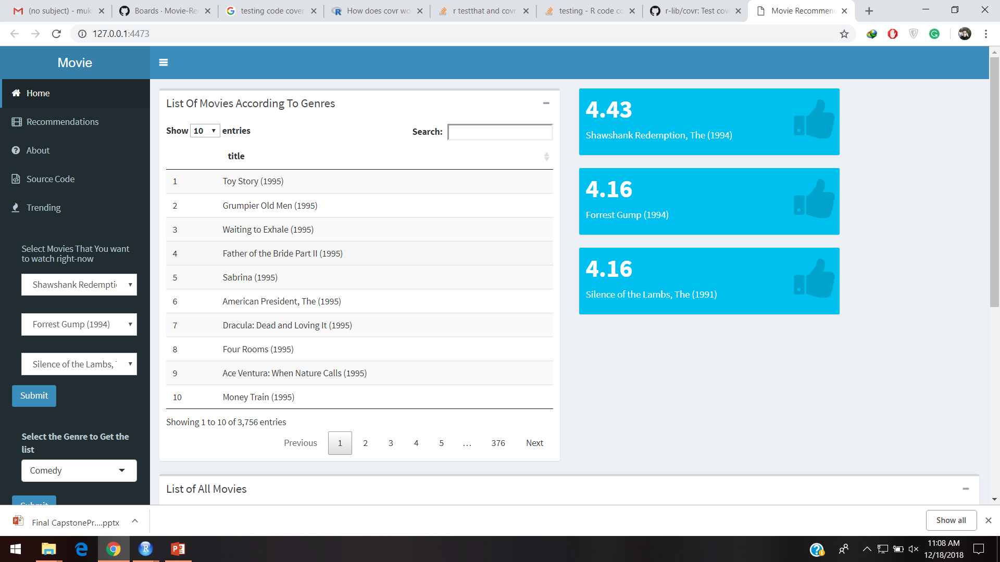 (no subject) - muk
Boards · Movie-Re
testing code cover
How does covr wo
r testthat and covr
testing - R code co
r-lib/covr: Test cov
Movie Recommen
127.0.0.1:4473
Movie
Home
Recommendations
About
Source Code
Trending
Select Movies That You want
to watch right-now
Shawshank Redempti
Forrest Gump (1994)
Silence of the Lambs,
Submit
Select the Genre to Get the
list
Comedy
Submit
List Of Movies According To Genres
Show 10 entries
Search:
title
1 Toy Story (1995)
2 Grumpier Old Men (1995)
3 Waiting to Exhale (1995)
4 Father of the Bride Part II (1995)
5 Sabrina (1995)
6 American President, The (1995)
7 Dracula: Dead and Loving It (1995)
8 Four Rooms (1995)
9 Ace Ventura: When Nature Calls (1995)
10 Money Train (1995)
Showing 1 to 10 of 3,756 entries
Previous 1 2 3 4 5 … 376 Next
4.43
Shawshank Redemption, The (1994)
4.16
Forrest Gump (1994)
4.16
Silence of the Lambs, The (1991)
List of All Movies
Final CapstonePr....pptx
Show all
11:08 AM
12/18/2018